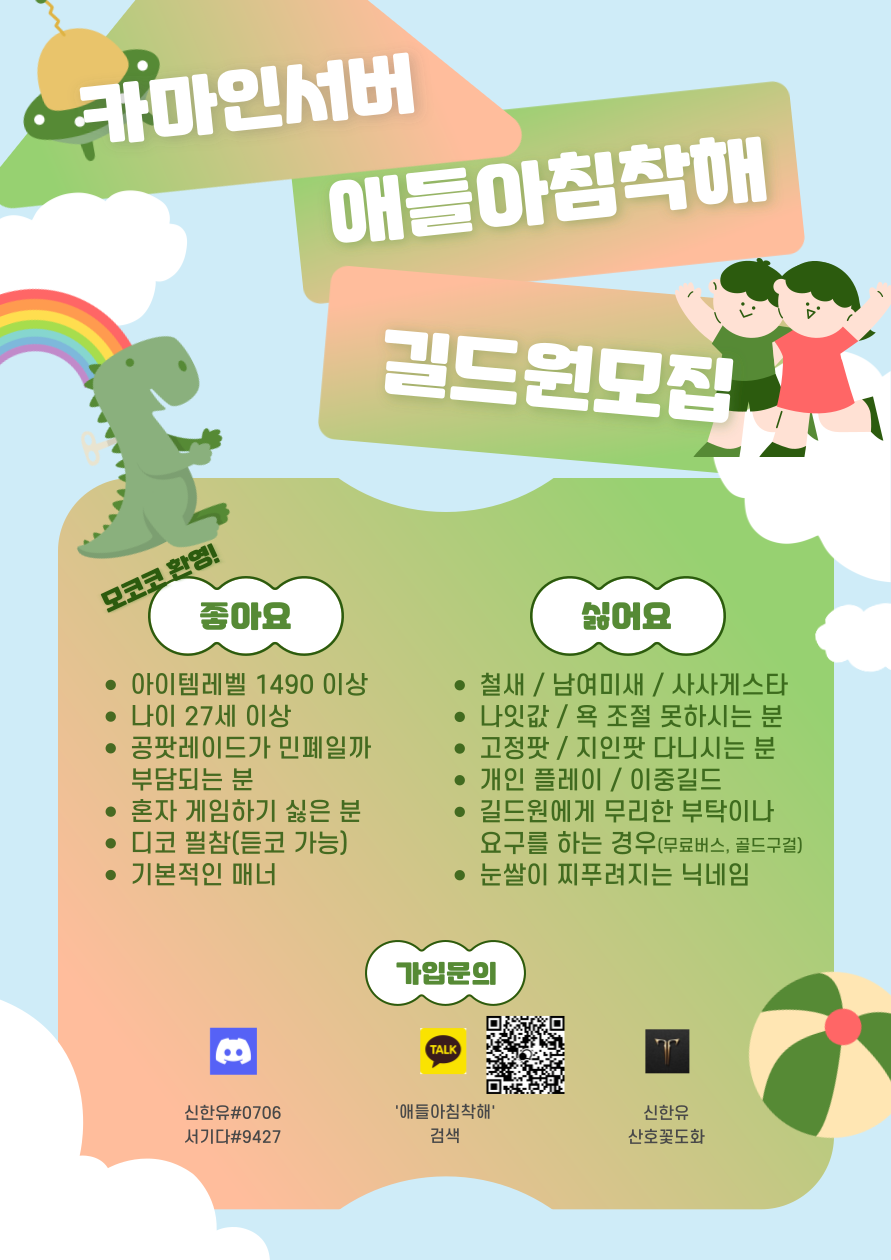 카마인서버
애들아침착해
길드원모집
모코코 환영!
좋아요
아이템레벨 1490 이상
나이 27세 이상
공팟레이드가 민폐일까
부담되는 분
혼자 게임하기 싫은 분
디코 필참(듣코 가능)
기본적인 매너
싫어요
철새 / 남여미새 / 사사게스타
나잇값 / 욕 조절 못하시는 분
고정팟 / 지인팟 다니시는 분
개인 플레이 / 이중길드
길드원에게 무리한 부탁이나
요구를 하는 경우(무료버스, 골드구걸)
눈쌀이 찌푸려지는 닉네임
가입문의
신한유#0706
서기다#9427
TALK
'애들아침착해'
검색
신한유
산호꽃도화